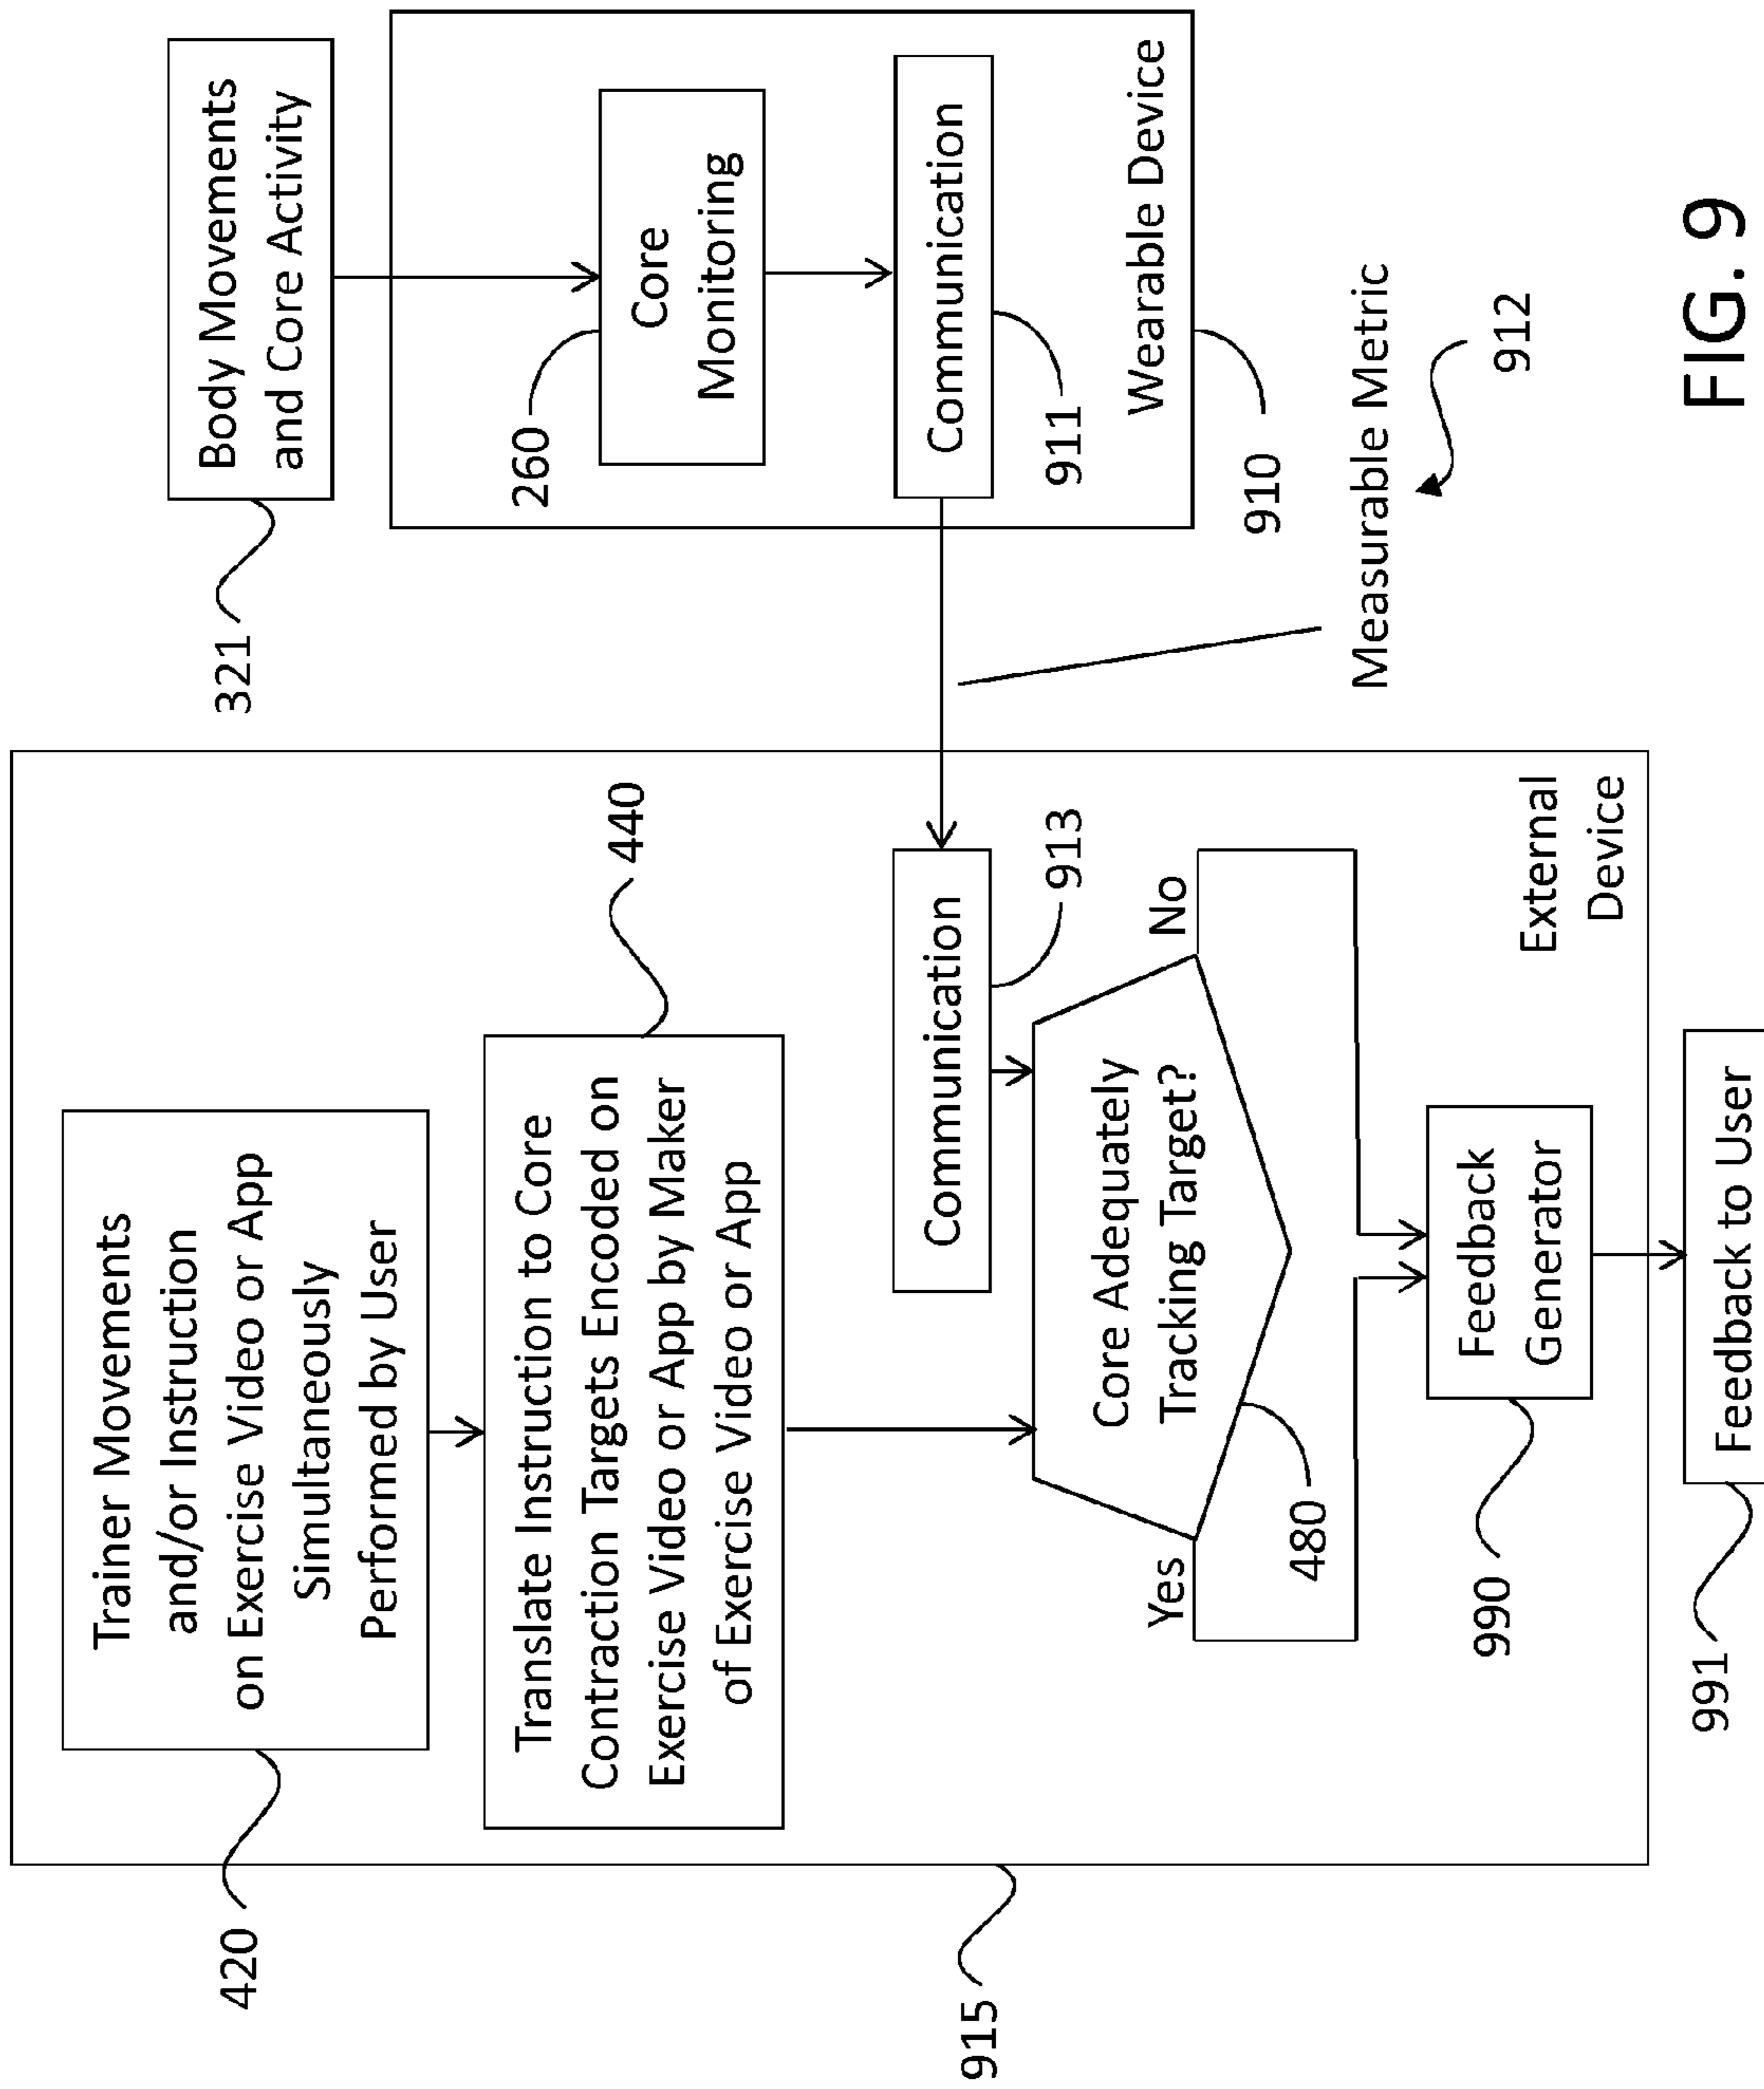 420
Trainer Movements
and/or Instruction
on Exercise Video or App
Simultaneously
Performed by User
440
Translate Instruction to Core
Contraction Targets Encoded on
Exercise Video or App by Maker
of Exercise Video or App
915
Communication
913
Core Adequately
Tracking Target?
Yes
No
480
External
Device
990
Feedback
Generator
991
Feedback to User
321
Body Movements
and Core Activity
260
Core
Monitoring
Communication
911
Wearable Device
910
Measurable Metric
912
FIG. 9